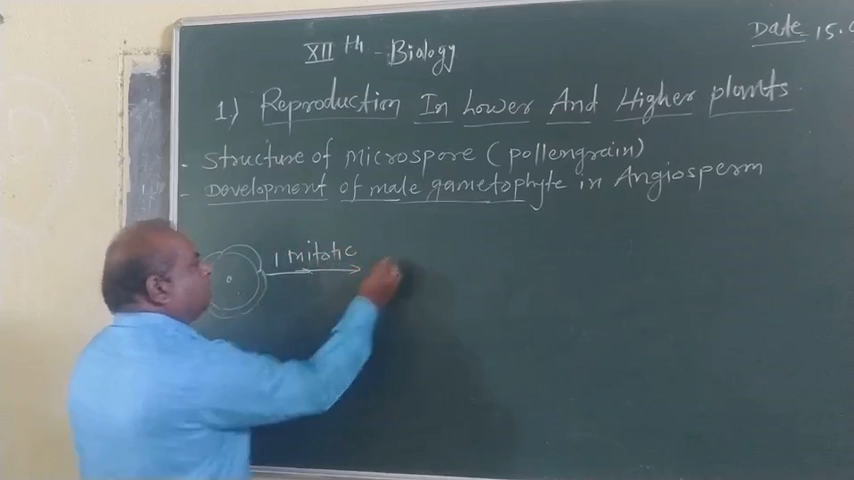 Date- 15.
XII th - Biology
1) Reproduction In Lower And Higher plants
- Structure of Microspore (pollengrain)
- Development of male gametophyte in Angiosperm
1 mitotic